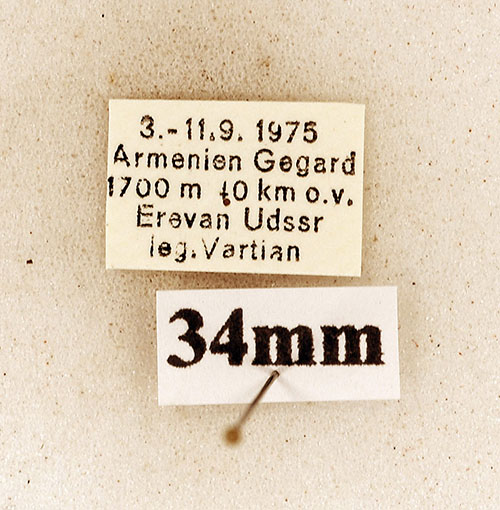 3.-11.9. 1975
Armenien Gegard
1700 m 40 km o.v.
Erevan Udssr
leg. Vartian
34mm